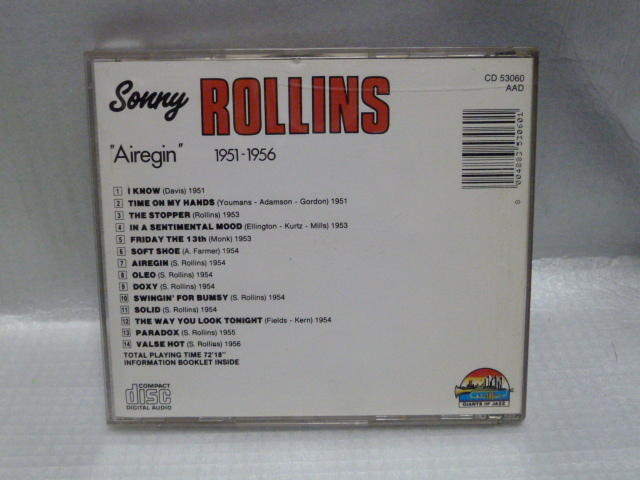 Sonny ROLLINS
CD 53060
AAD
"Airegin" 1951-1956
8 004883 530601
1 I KNOW (Davis) 1951
2 TIME ON MY HANDS (Youmans - Adamson - Gordon) 1951
3 THE STOPPER (Rollins) 1953
4 IN A SENTIMENTAL MOOD (Ellington - Kurtz - Mills) 1953
5 FRIDAY THE 13th (Monk) 1953
6 SOFT SHOE (A. Farmer) 1954
7 AIREGIN (S. Rollins) 1954
8 OLEO (S. Rollins) 1954
9 DOXY (S. Rollins) 1954
10 SWINGIN' FOR BUMSY (S. Rollins) 1954
11 SOLID (S. Rollins) 1954
12 THE WAY YOU LOOK TONIGHT (Fields - Kern) 1954
13 PARADOX (S. Rollins) 1955
14 VALSE HOT (S. Rollins) 1956
TOTAL PLAYING TIME 72'18"
INFORMATION BOOKLET INSIDE
COMPACT
disc
DIGITAL AUDIO
GIANTS OF JAZZ